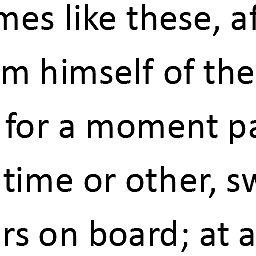 mes like these, af
m himself of the
for a moment pa
time or other, sw
rs on board; at a